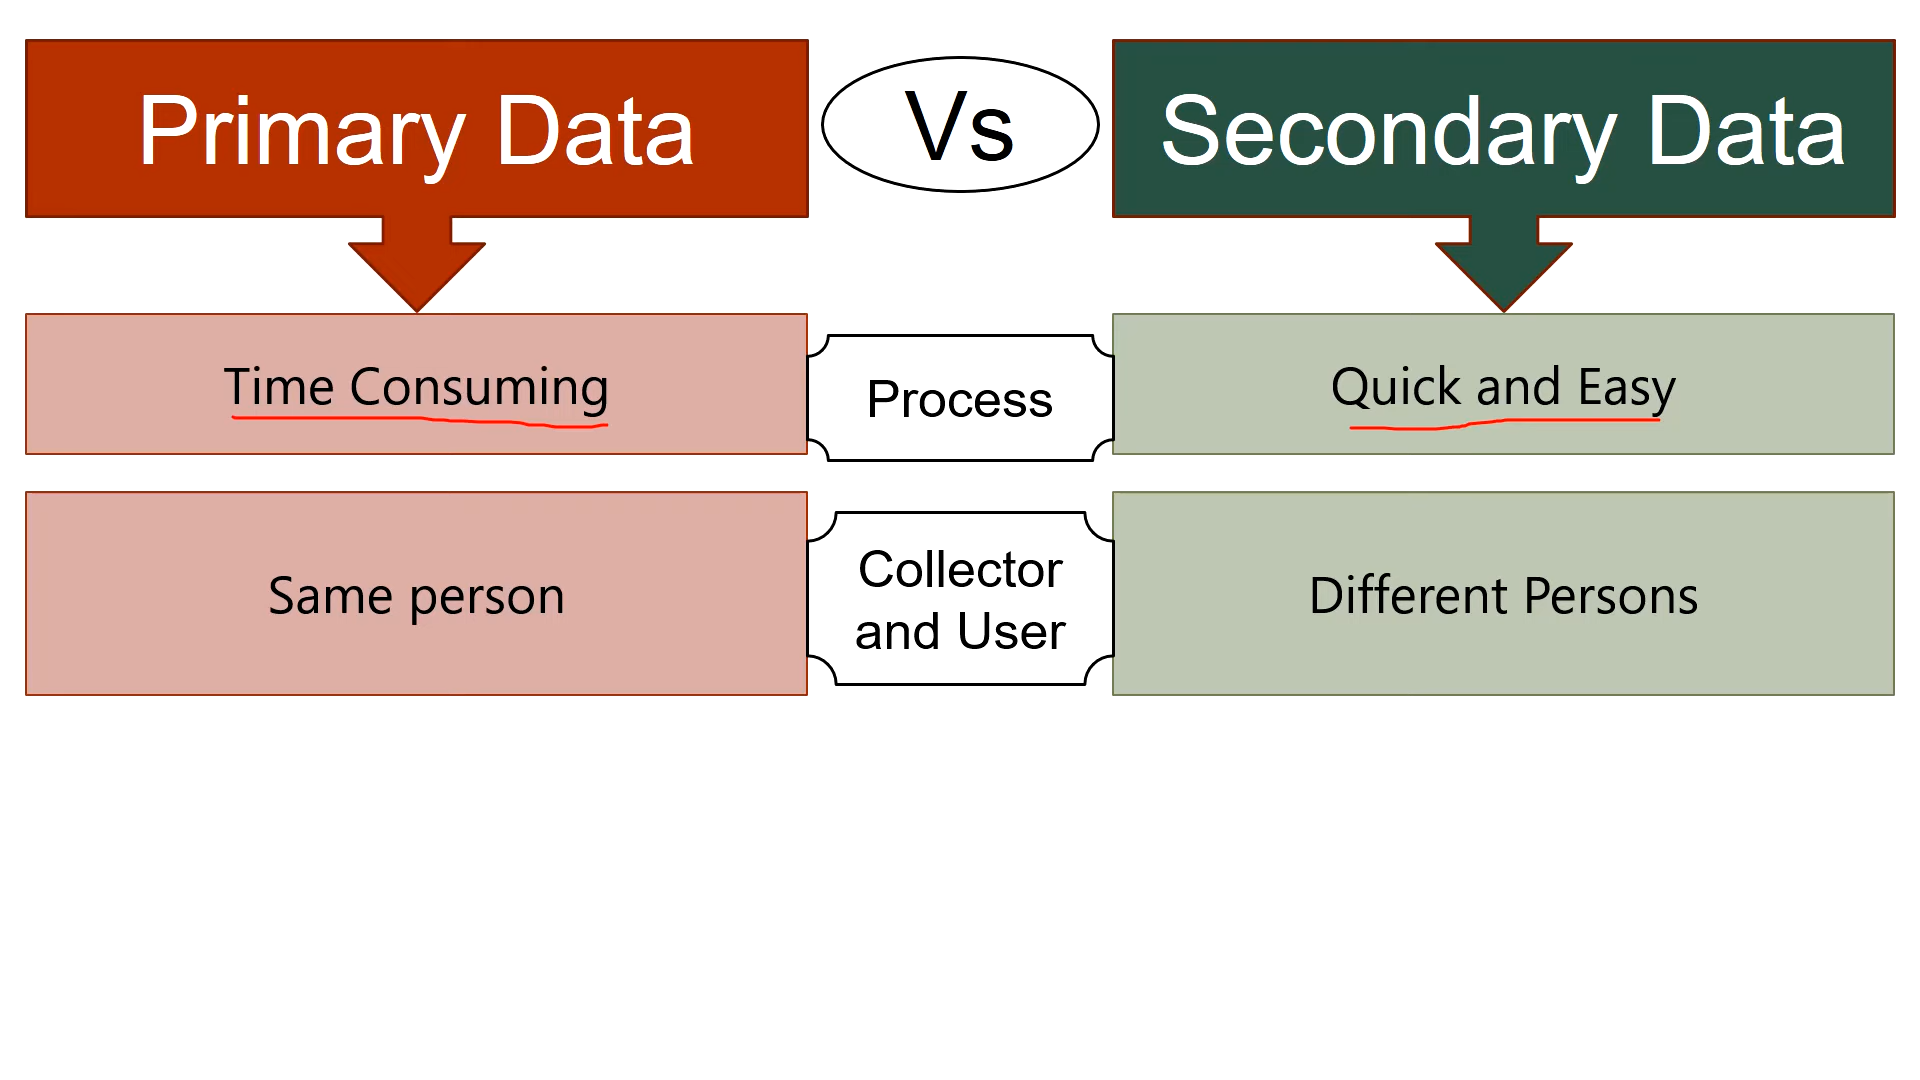 Primary Data
Vs
Secondary Data
Time Consuming
Process
Quick and Easy
Same person
Collector
and User
Different Persons